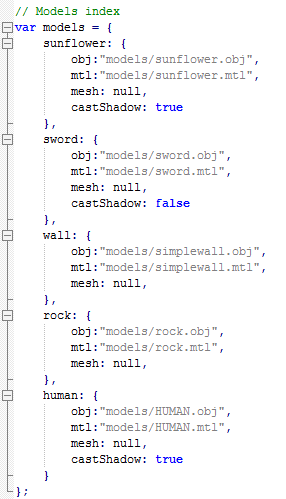 // Models index
var models = {
    sunflower: {
        obj:"models/sunflower.obj",
        mtl:"models/sunflower.mtl",
        mesh: null,
        castShadow: true
    },
    sword: {
        obj:"models/sword.obj",
        mtl:"models/sword.mtl",
        mesh: null,
        castShadow: false
    },
    wall: {
        obj:"models/simplewall.obj",
        mtl:"models/simplewall.mtl",
        mesh: null,
    },
    rock: {
        obj:"models/rock.obj",
        mtl:"models/rock.mtl",
        mesh: null,
    },
    human: {
        obj:"models/HUMAN.obj",
        mtl:"models/HUMAN.mtl",
        mesh: null,
        castShadow: true
    }
};